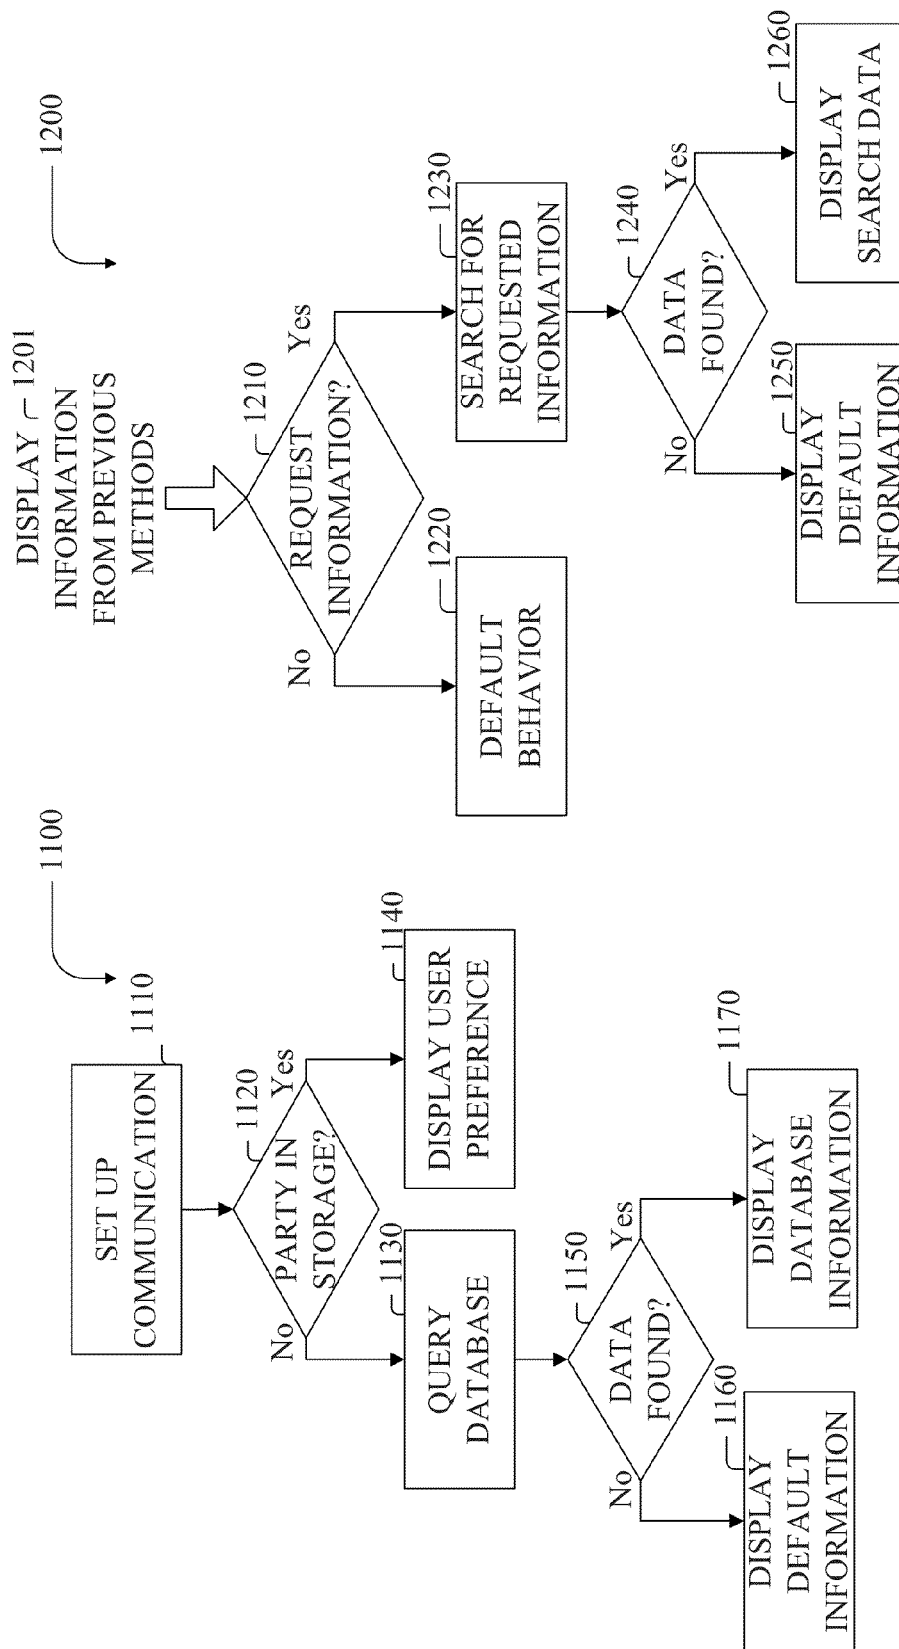 1100
SET UP
COMMUNICATION
1110
PARTY IN
STORAGE?
1120
No
Yes
QUERY
DATABASE
1130
DISPLAY USER
PREFERENCE
1140
DATA
FOUND?
1150
No
Yes
DISPLAY
DEFAULT
INFORMATION
1160
DISPLAY
DATABASE
INFORMATION
1170
1200
DISPLAY
INFORMATION
FROM PREVIOUS
METHODS
1201
REQUEST
INFORMATION?
1210
No
Yes
DEFAULT
BEHAVIOR
1220
SEARCH FOR
REQUESTED
INFORMATION
1230
DATA
FOUND?
1240
No
Yes
DISPLAY
DEFAULT
INFORMATION
1250
DISPLAY
SEARCH DATA
1260